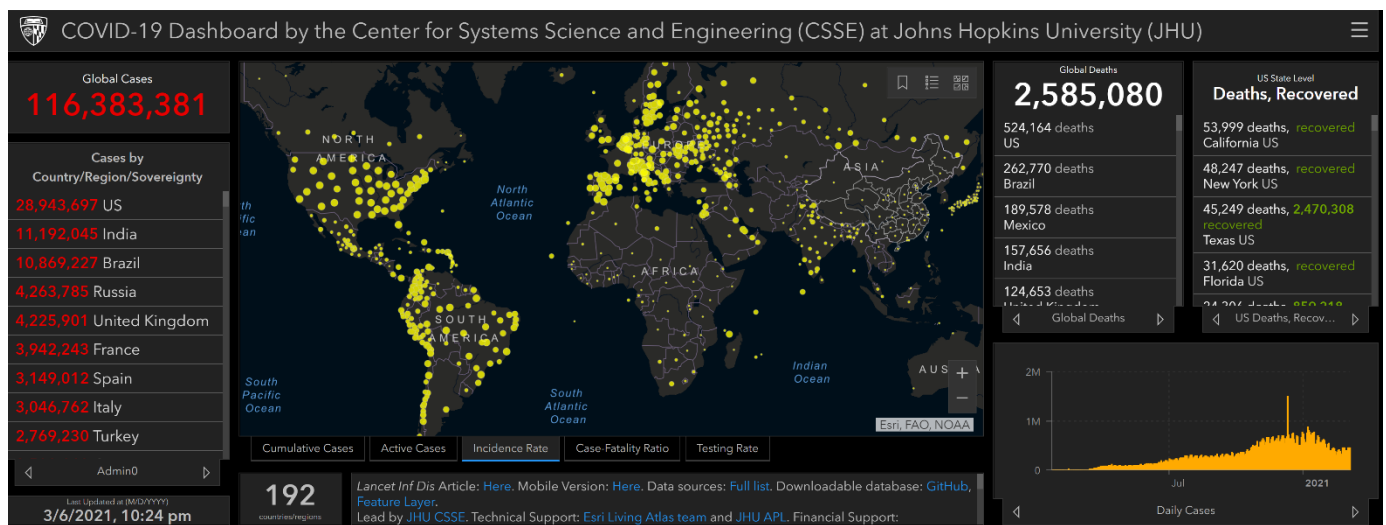 COVID-19 Dashboard by the Center for Systems Science and Engineering (CSSE) at Johns Hopkins University (JHU)
Global Cases
116,383,381
Cases by
Country/Region/Sovereignty
28,943,697 US
11,192,045 India
10,869,227 Brazil
4,263,785 Russia
4,225,901 United Kingdom
3,942,243 France
3,149,012 Spain
3,046,762 Italy
2,769,230 Turkey
Admin0
Last Updated at (M/D/YYYY)
3/6/2021, 10:24 pm
NORTH
AMERICA
North
Atlantic
Ocean
EUROPE
ASIA
AFRICA
SOUTH
AMERICA
Indian
Ocean
South
Pacific
Ocean
South
Atlantic
Ocean
+
−
Esri, FAO, NOAA
Cumulative Cases
Active Cases
Incidence Rate
Case-Fatality Ratio
Testing Rate
192
countries/regions
Lancet Inf Dis Article: Here. Mobile Version: Here. Data sources: Full list. Downloadable database: GitHub,
Feature Layer.
Lead by JHU CSSE. Technical Support: Esri Living Atlas team and JHU APL. Financial Support:
Global Deaths
2,585,080
524,164 deaths
US
262,770 deaths
Brazil
189,578 deaths
Mexico
157,656 deaths
India
124,653 deaths
Global Deaths
US State Level
Deaths, Recovered
53,999 deaths, recovered
California US
48,247 deaths, recovered
New York US
45,249 deaths, 2,470,308
recovered
Texas US
31,620 deaths, recovered
Florida US
US Deaths, Recov...
2M
1M
0
Jul
2021
Daily Cases